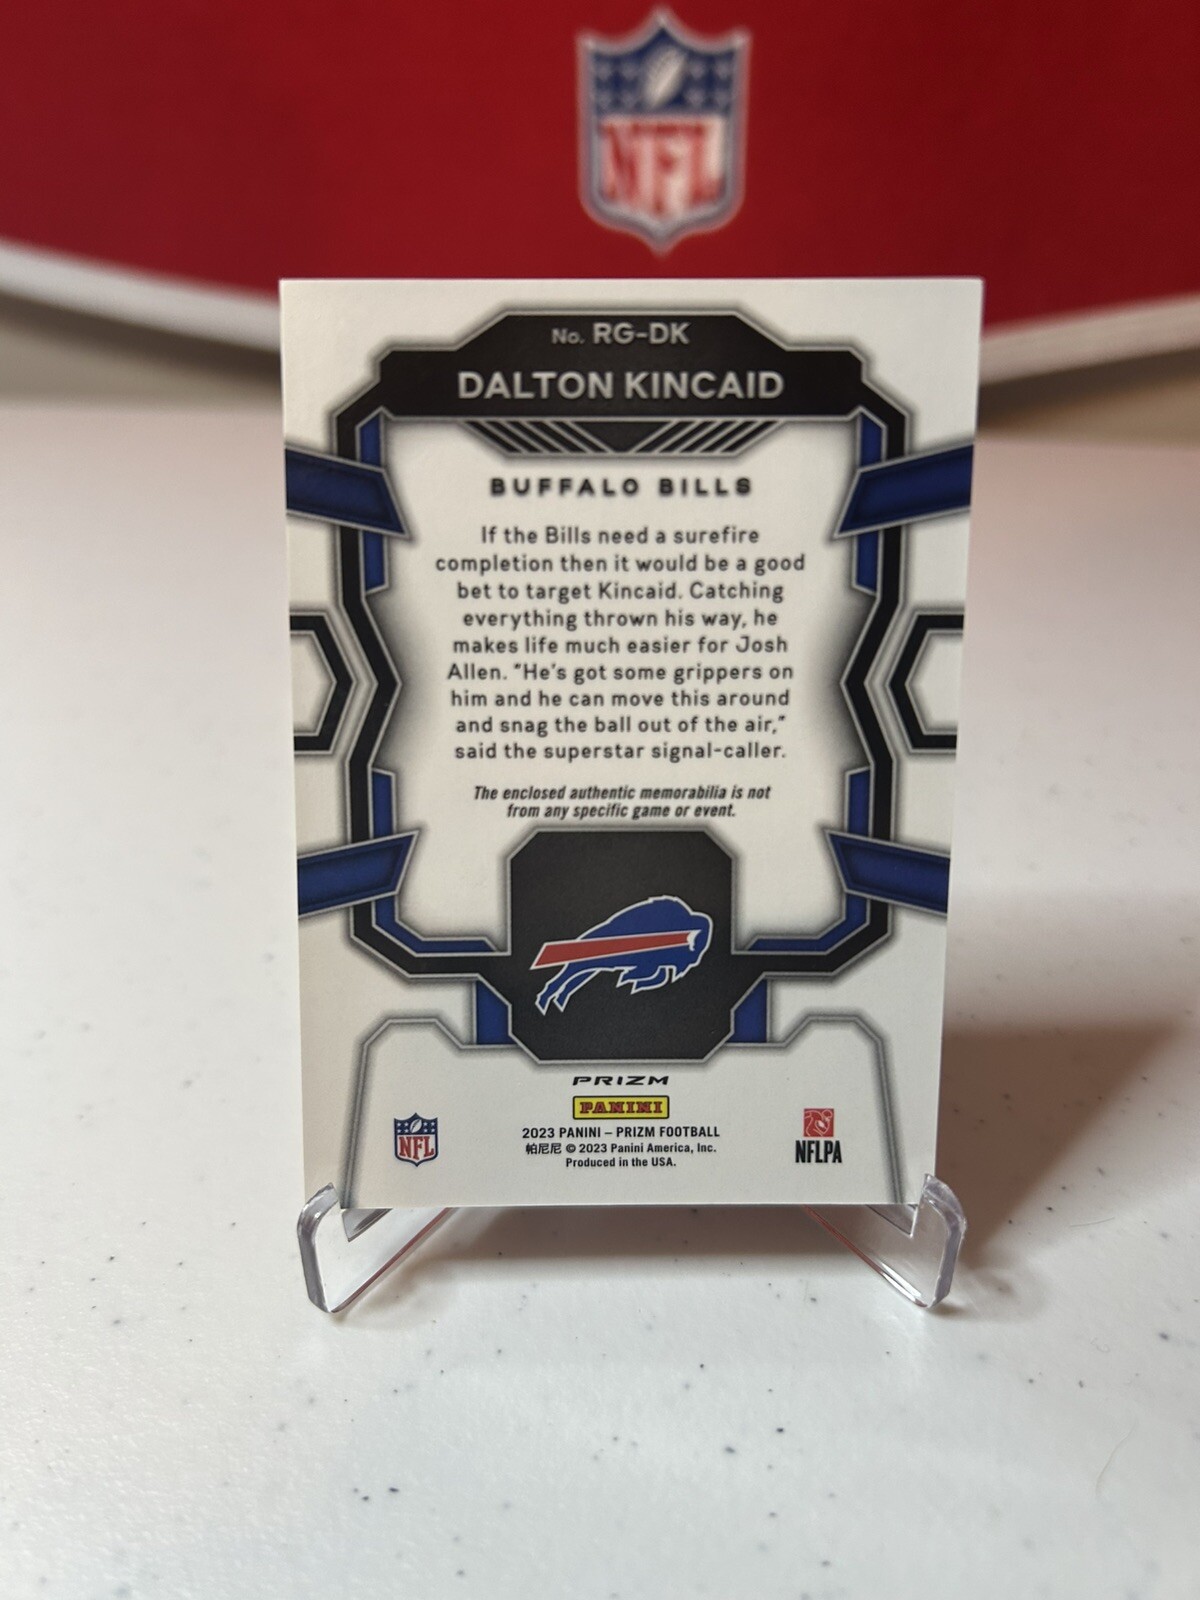 NFL
No. RG-DK
DALTON KINCAID
BUFFALO BILLS
If the Bills need a surefire
completion then it would be a good
bet to target Kincaid. Catching
everything thrown his way, he
makes life much easier for Josh
Allen. "He's got some grippers on
him and he can move this around
and snag the ball out of the air,"
said the superstar signal-caller.
The enclosed authentic memorabilia is not
from any specific game or event.
PRIZM
PANINI
2023 PANINI – PRIZM FOOTBALL
帕尼尼 © 2023 Panini America, Inc.
Produced in the USA.
NFL
NFLPA